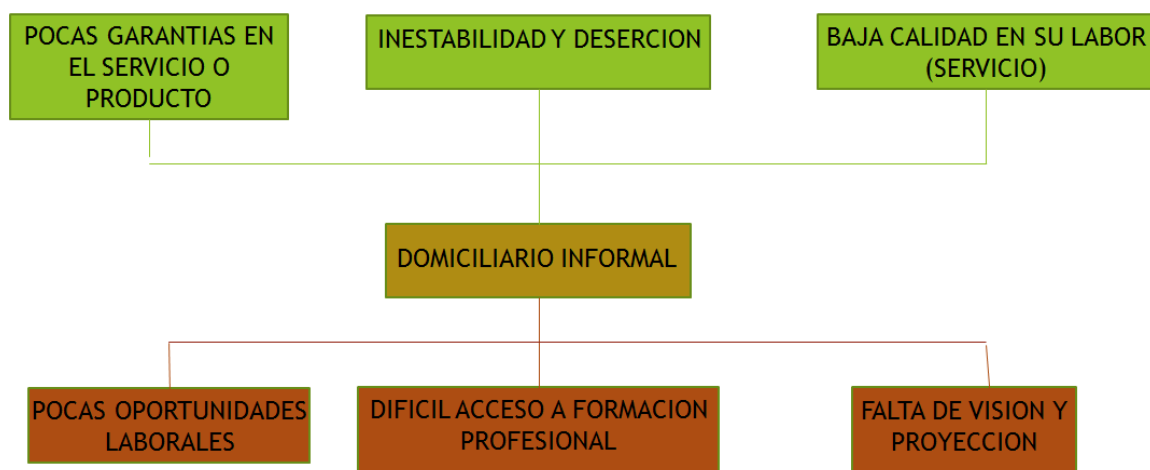 POCAS GARANTIAS EN
EL SERVICIO O
PRODUCTO
INESTABILIDAD Y DESERCION
BAJA CALIDAD EN SU LABOR
(SERVICIO)
DOMICILIARIO INFORMAL
POCAS OPORTUNIDADES
LABORALES
DIFICIL ACCESO A FORMACION
PROFESIONAL
FALTA DE VISION Y
PROYECCION